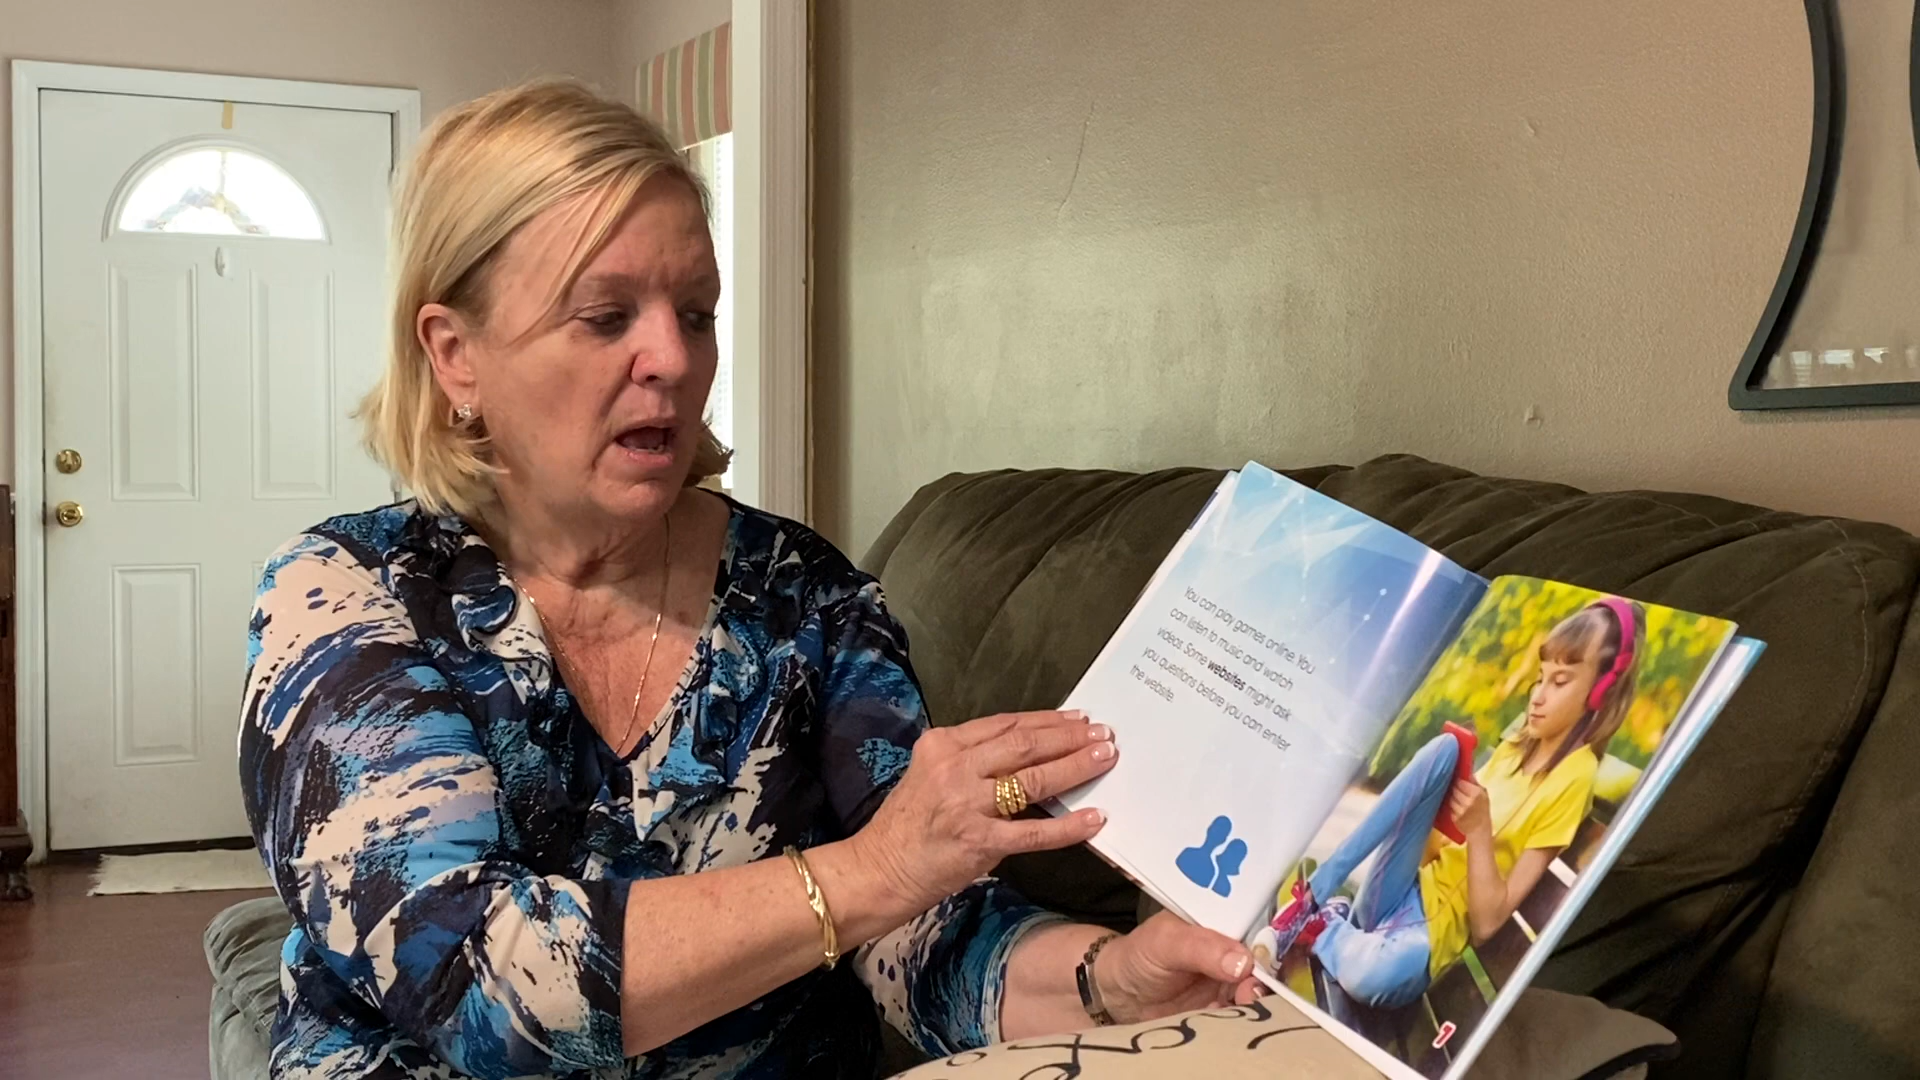 You can play games online. You
can listen to music and watch
videos. Some websites might ask
you questions before you can enter
the website.
7